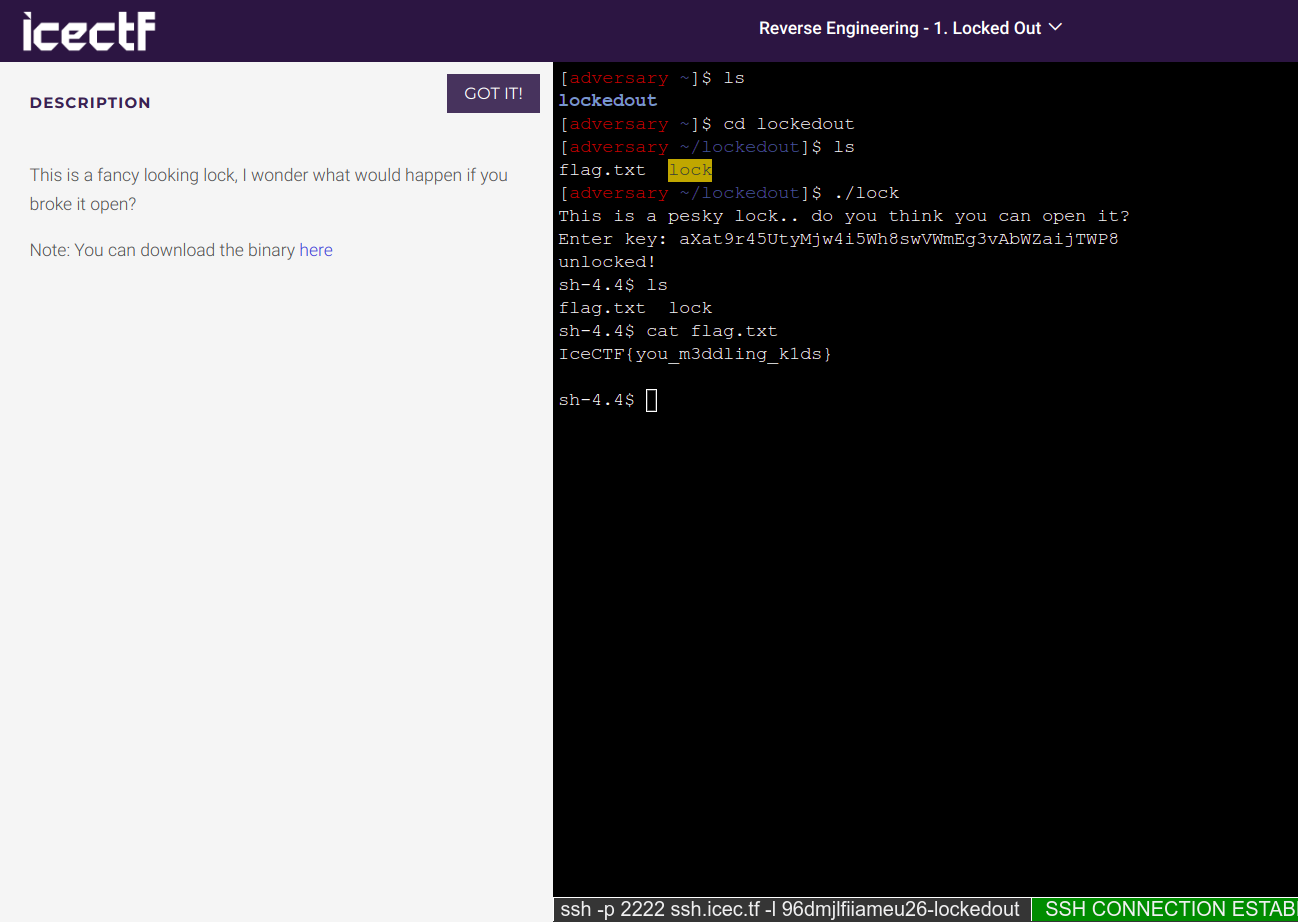 icectf
Reverse Engineering - 1. Locked Out
DESCRIPTION
GOT IT!
This is a fancy looking lock, I wonder what would happen if you
broke it open?
Note: You can download the binary here
[adversary ~]$ ls
lockedout
[adversary ~]$ cd lockedout
[adversary ~/lockedout]$ ls
flag.txt  lock
[adversary ~/lockedout]$ ./lock
This is a pesky lock.. do you think you can open it?
Enter key: aXat9r45UtyMjw4i5Wh8swVWmEg3vAbWZaijTWP8
unlocked!
sh-4.4$ ls
flag.txt  lock
sh-4.4$ cat flag.txt
IceCTF{you_m3ddling_k1ds}
sh-4.4$
ssh -p 2222 ssh.icec.tf -l 96dmjlfiiameu26-lockedout
SSH CONNECTION ESTAB